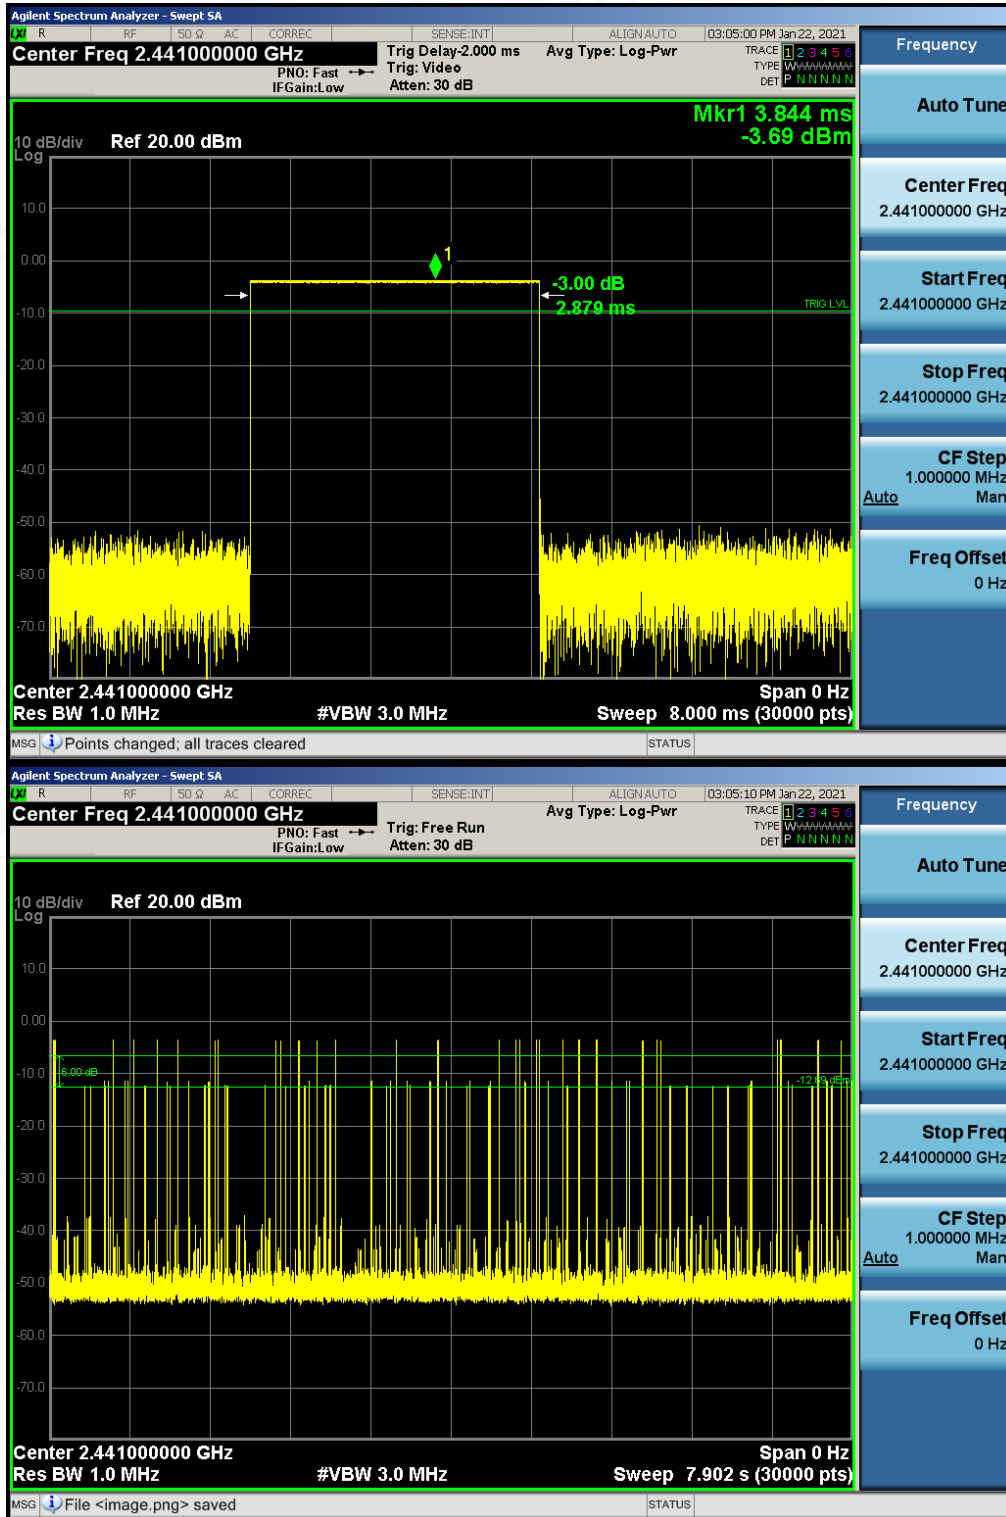 Agilent Spectrum Analyzer - Swept SA
LXI R RF 50 Ω AC CORREC SENSE:INT ALIGN AUTO 03:05:00 PM Jan 22, 2021
Center Freq 2.441000000 GHz
PNO: Fast
IFGain:Low
Trig Delay-2.000 ms
Trig: Video
Atten: 30 dB
Avg Type: Log-Pwr
TRACE 1 2 3 4 5 6
TYPE
DET P N N N N N
Mkr1 3.844 ms
-3.69 dBm
10 dB/div Ref 20.00 dBm
Log
10.0
0.00
-10.0
-20.0
-30.0
-40.0
-50.0
-60.0
-70.0
1
-3.00 dB
2.879 ms
TRIG LVL
Center 2.441000000 GHz Span 0 Hz
Res BW 1.0 MHz #VBW 3.0 MHz Sweep 8.000 ms (30000 pts)
MSG Points changed; all traces cleared STATUS
Frequency
Auto Tune
Center Freq
2.441000000 GHz
Start Freq
2.441000000 GHz
Stop Freq
2.441000000 GHz
CF Step
1.000000 MHz
Auto Man
Freq Offset
0 Hz
Agilent Spectrum Analyzer - Swept SA
LXI R RF 50 Ω AC CORREC SENSE:INT ALIGN AUTO 03:05:10 PM Jan 22, 2021
Center Freq 2.441000000 GHz
PNO: Fast
IFGain:Low
Trig: Free Run
Atten: 30 dB
Avg Type: Log-Pwr
TRACE 1 2 3 4 5 6
TYPE
DET P N N N N N
10 dB/div Ref 20.00 dBm
Log
10.0
0.00
-10.0
-20.0
-30.0
-40.0
-50.0
-60.0
-70.0
6.00 dB
Center 2.441000000 GHz Span 0 Hz
Res BW 1.0 MHz #VBW 3.0 MHz Sweep 7.902 s (30000 pts)
MSG File <image.png> saved STATUS
Frequency
Auto Tune
Center Freq
2.441000000 GHz
Start Freq
2.441000000 GHz
Stop Freq
2.441000000 GHz
CF Step
1.000000 MHz
Auto Man
Freq Offset
0 Hz